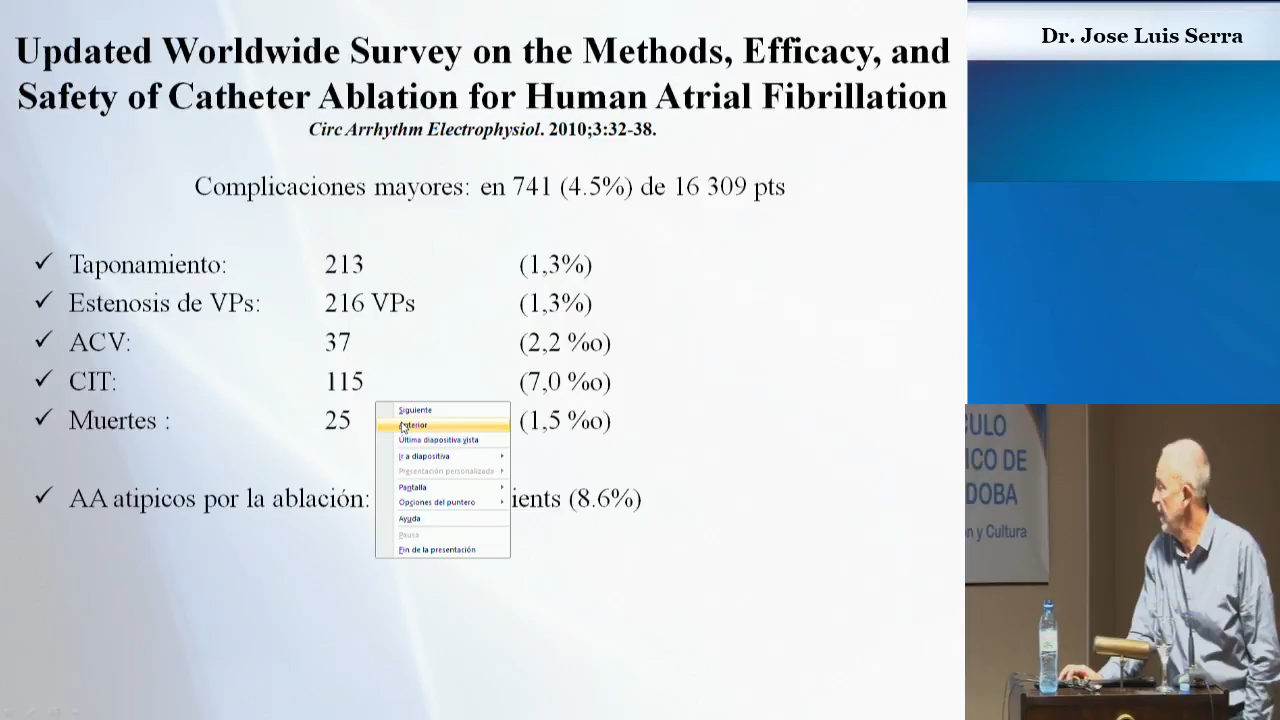 Updated Worldwide Survey on the Methods, Efficacy, and
Safety of Catheter Ablation for Human Atrial Fibrillation
Circ Arrhythm Electrophysiol. 2010;3:32-38.
Complicaciones mayores: en 741 (4.5%) de 16 309 pts
✓ Taponamiento: 213 (1,3%)
✓ Estenosis de VPs: 216 VPs (1,3%)
✓ ACV: 37 (2,2 ‰)
✓ CIT: 115 (7,0 ‰)
✓ Muertes : 25 (1,5 ‰)
✓ AA atipicos por la ablación: ients (8.6%)
Siguiente
Anterior
Última diapositiva vista
Ir a diapositiva
Presentación personalizada
Pantalla
Opciones del puntero
Ayuda
Pausa
Fin de la presentación
Dr. Jose Luis Serra
CULO
ICO DE
DOBA
n y Cultura